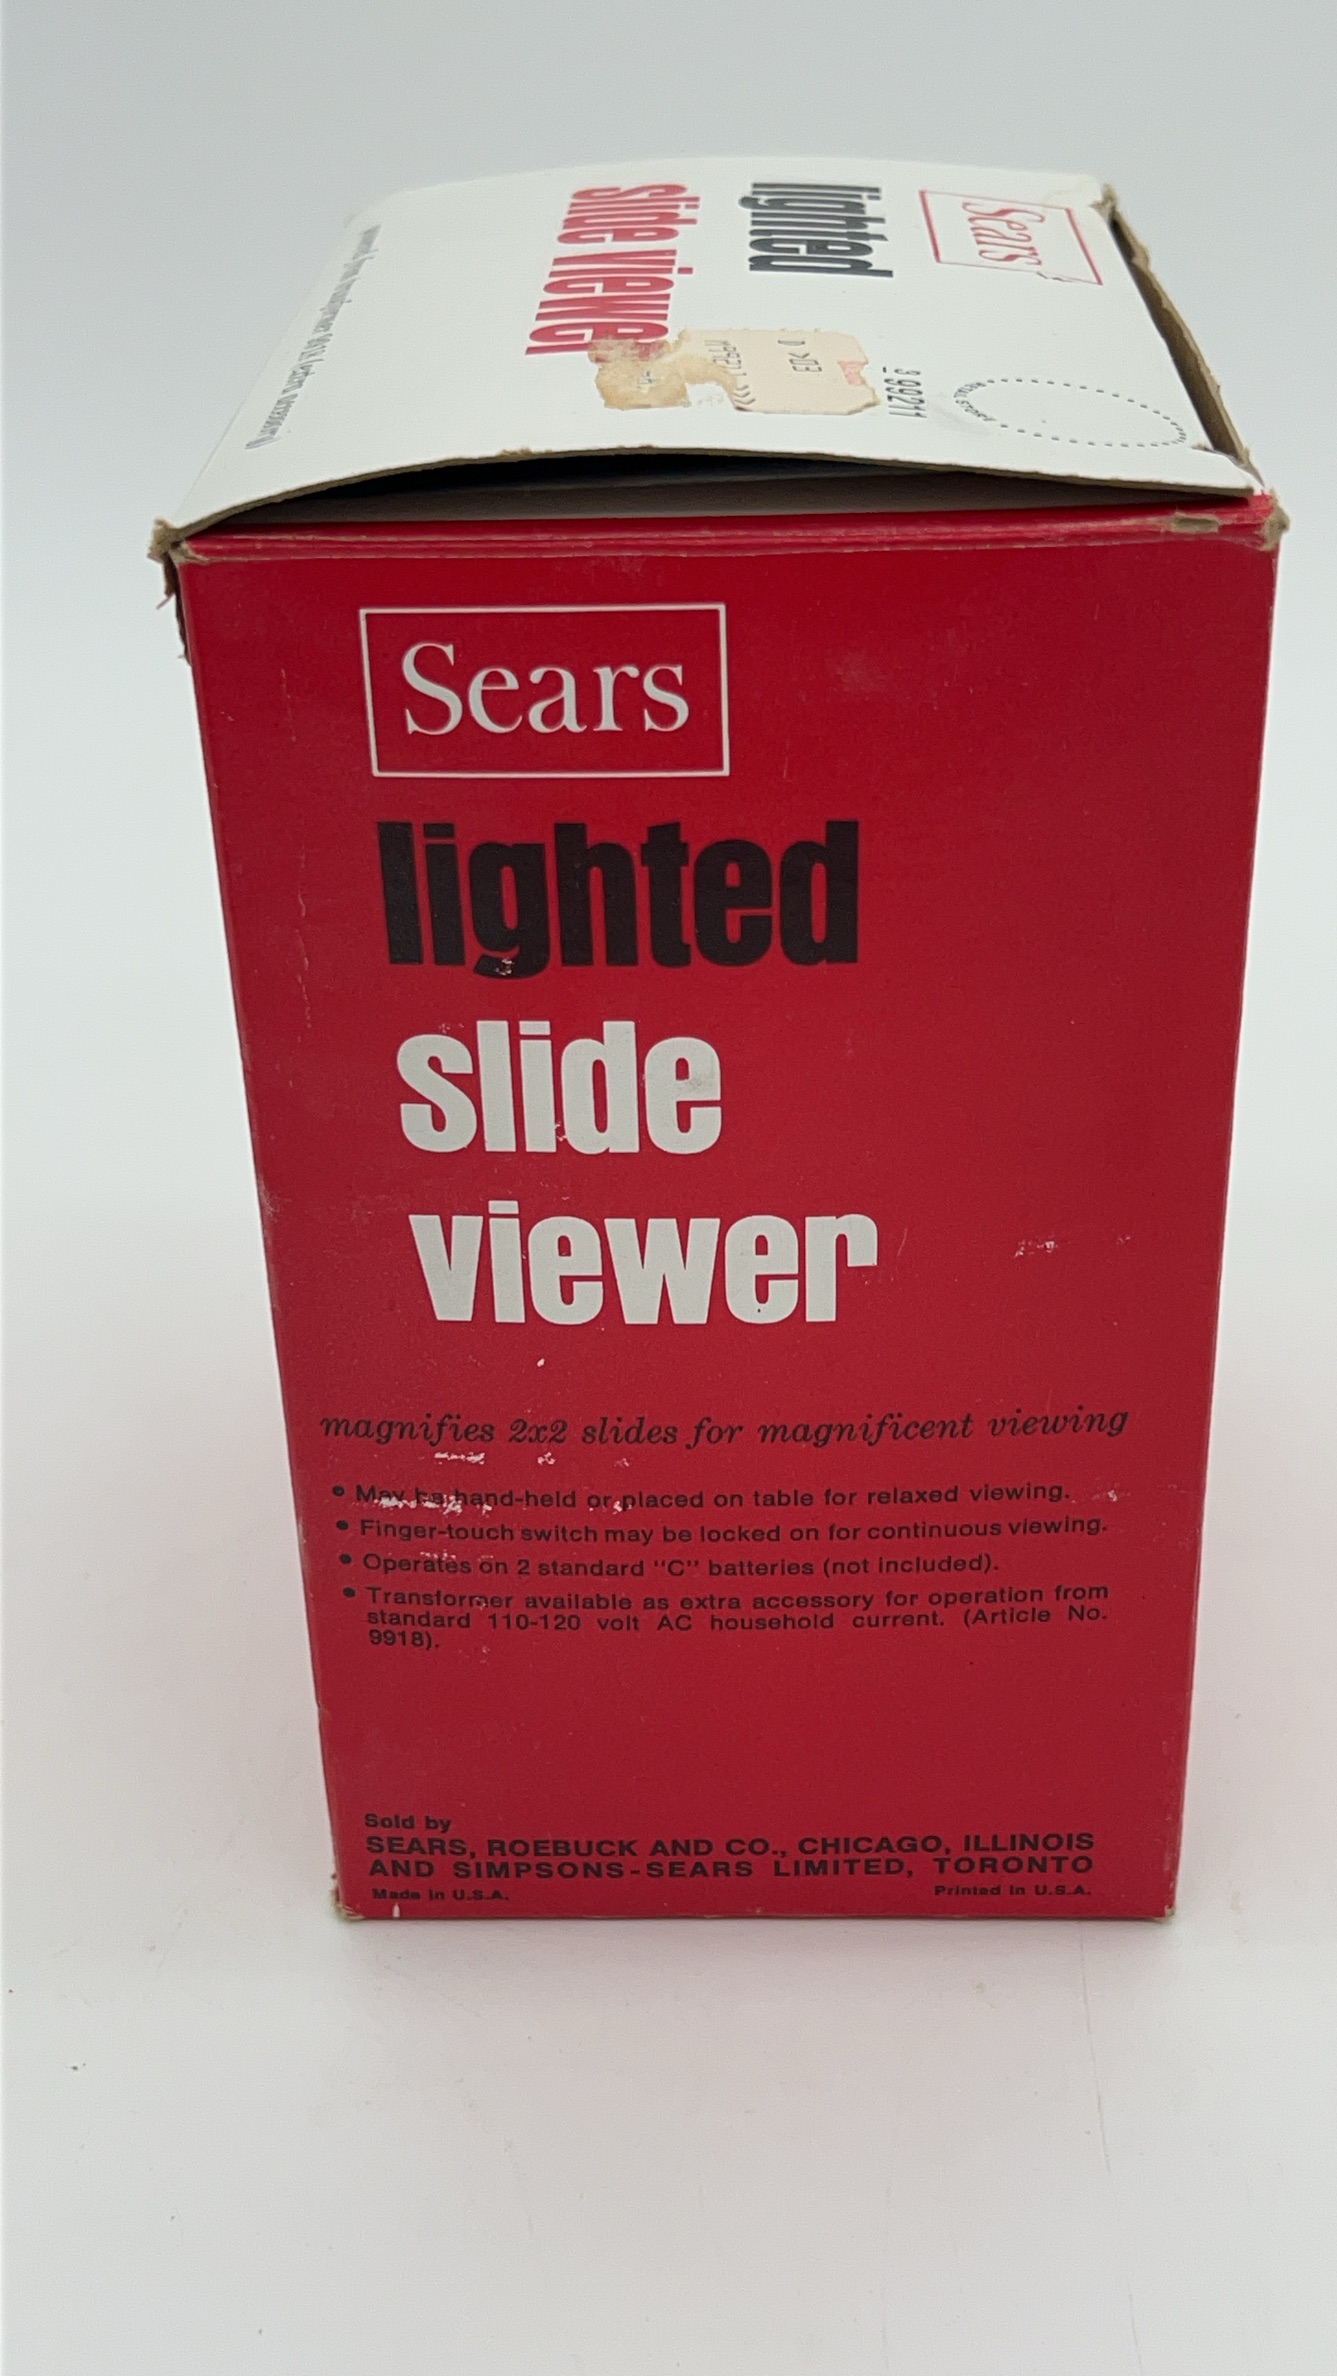 Sears
lighted
slide viewer
3 99211
Sears
lighted
slide
viewer
magnifies 2x2 slides for magnificent viewing
• May be hand-held or placed on table for relaxed viewing.
• Finger-touch switch may be locked on for continuous viewing.
• Operates on 2 standard "C" batteries (not included).
• Transformer available as extra accessory for operation from
standard 110-120 volt AC household current. (Article No.
9918).
Sold by
SEARS, ROEBUCK AND CO., CHICAGO, ILLINOIS
AND SIMPSONS-SEARS LIMITED, TORONTO
Made in U.S.A. Printed in U.S.A.